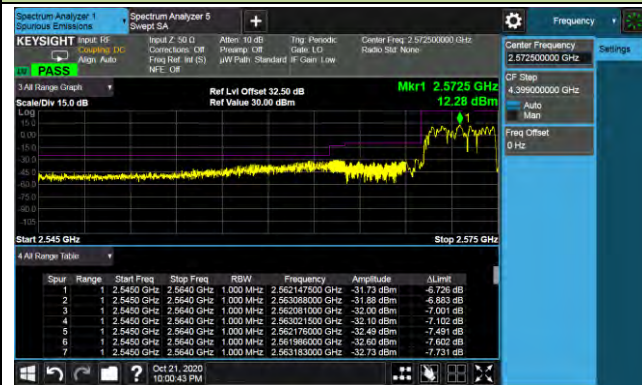 Spectrum Analyzer 1
Spurious Emissions
Spectrum Analyzer 5
Swept SA
Frequency
KEYSIGHT
Input: RF
Coupling: DC
Align: Auto
Input Z: 50 Ω
Corrections: Off
Freq Ref: Int (S)
NFE: Off
Atten: 10 dB
Preamp: Off
µW Path: Standard
Trig: Periodic
Gate: LO
IF Gain: Low
Center Freq: 2.572500000 GHz
Radio Std: None
PASS
3 All Range Graph
Scale/Div 15.0 dB
Ref Lvl Offset 32.50 dB
Ref Value 30.00 dBm
Mkr1 2.5725 GHz
12.28 dBm
Log
15.0
0.00
-15.0
-30.0
-45.0
-60.0
-75.0
-90.0
-105
1
Start 2.545 GHz
Stop 2.575 GHz
4 All Range Table
Spur Range Start Freq Stop Freq RBW Frequency Amplitude ΔLimit
1 1 2.5450 GHz 2.5640 GHz 1.000 MHz 2.562147500 GHz -31.73 dBm -6.726 dB
2 1 2.5450 GHz 2.5640 GHz 1.000 MHz 2.563088000 GHz -31.88 dBm -6.883 dB
3 1 2.5450 GHz 2.5640 GHz 1.000 MHz 2.562081000 GHz -32.00 dBm -7.001 dB
4 1 2.5450 GHz 2.5640 GHz 1.000 MHz 2.563021500 GHz -32.10 dBm -7.102 dB
5 1 2.5450 GHz 2.5640 GHz 1.000 MHz 2.562176000 GHz -32.49 dBm -7.491 dB
6 1 2.5450 GHz 2.5640 GHz 1.000 MHz 2.561986000 GHz -32.60 dBm -7.602 dB
7 1 2.5450 GHz 2.5640 GHz 1.000 MHz 2.563183000 GHz -32.73 dBm -7.731 dB
Oct 21, 2020
10:00:43 PM
Center Frequency
2.572500000 GHz
Settings
CF Step
4.399000000 GHz
Auto
Man
Freq Offset
0 Hz